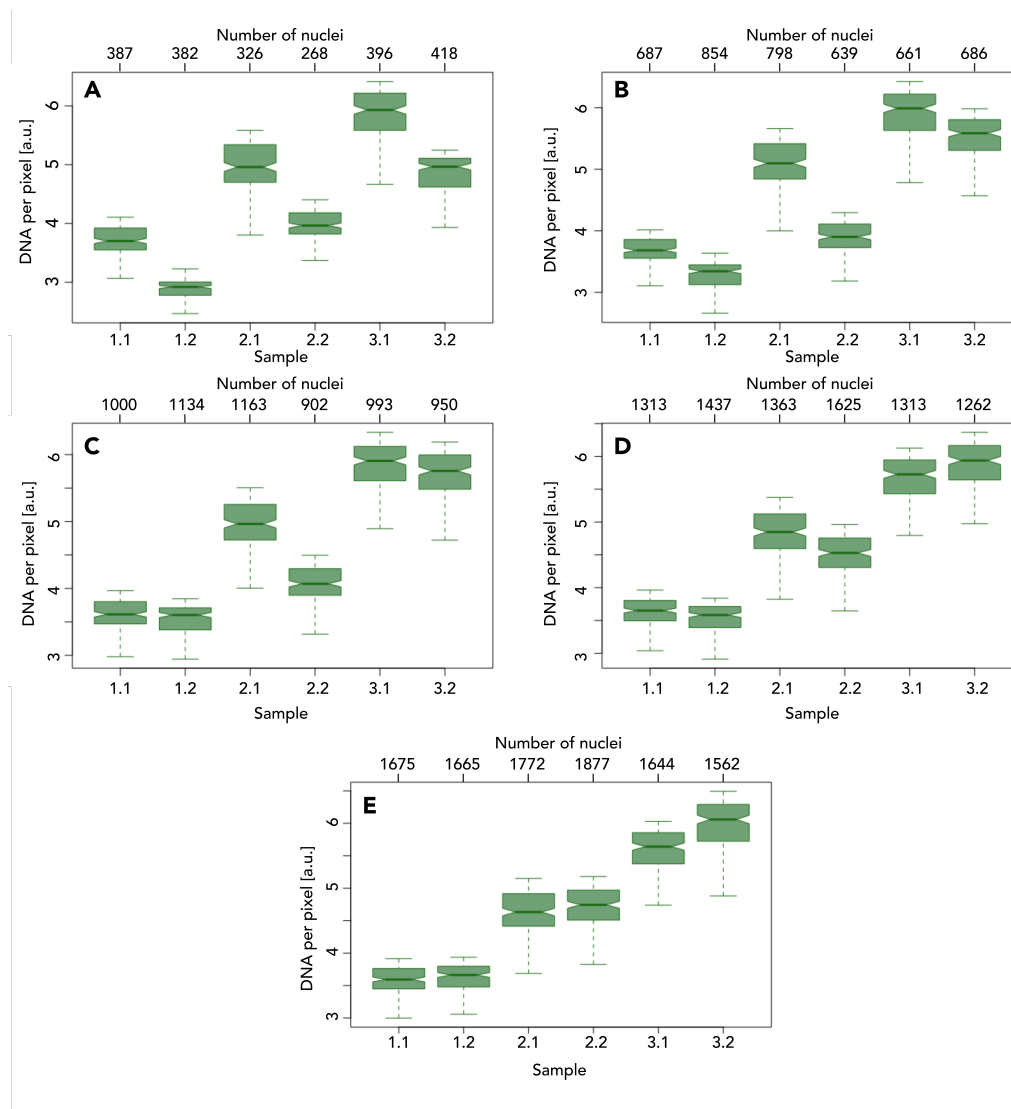 Number of nuclei
387 382 326 268 396 418
A
DNA per pixel [a.u.]
6
5
4
3
1.1 1.2 2.1 2.2 3.1 3.2
Sample
Number of nuclei
687 854 798 639 661 686
B
DNA per pixel [a.u.]
6
5
4
3
1.1 1.2 2.1 2.2 3.1 3.2
Sample
Number of nuclei
1000 1134 1163 902 993 950
C
DNA per pixel [a.u.]
6
5
4
3
1.1 1.2 2.1 2.2 3.1 3.2
Sample
Number of nuclei
1313 1437 1363 1625 1313 1262
D
DNA per pixel [a.u.]
6
5
4
3
1.1 1.2 2.1 2.2 3.1 3.2
Sample
Number of nuclei
1675 1665 1772 1877 1644 1562
E
DNA per pixel [a.u.]
6
5
4
3
1.1 1.2 2.1 2.2 3.1 3.2
Sample